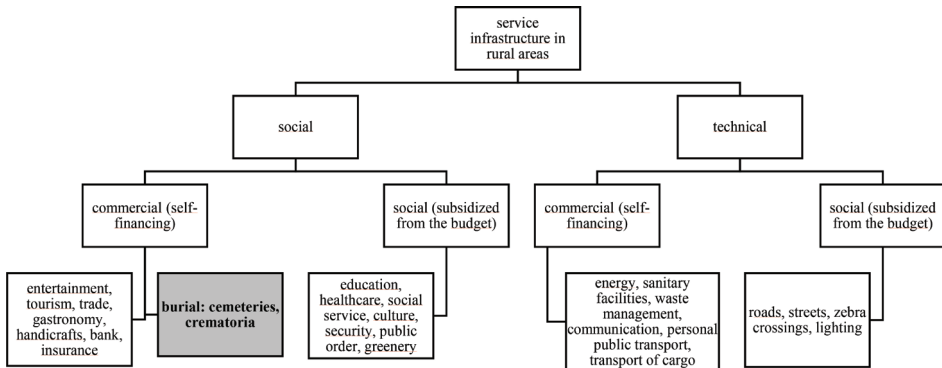 service
infrastructure in
rural areas
social
technical
commercial (self-
financing)
social (subsidized
from the budget)
commercial (self-
financing)
social (subsidized
from the budget)
entertainment,
tourism, trade,
gastronomy,
handicrafts, bank,
insurance
burial: cemeteries,
crematoria
education,
healthcare, social
service, culture,
security, public
order, greenery
energy, sanitary
facilities, waste
management,
communication, personal
public transport,
transport of cargo
roads, streets, zebra
crossings, lighting